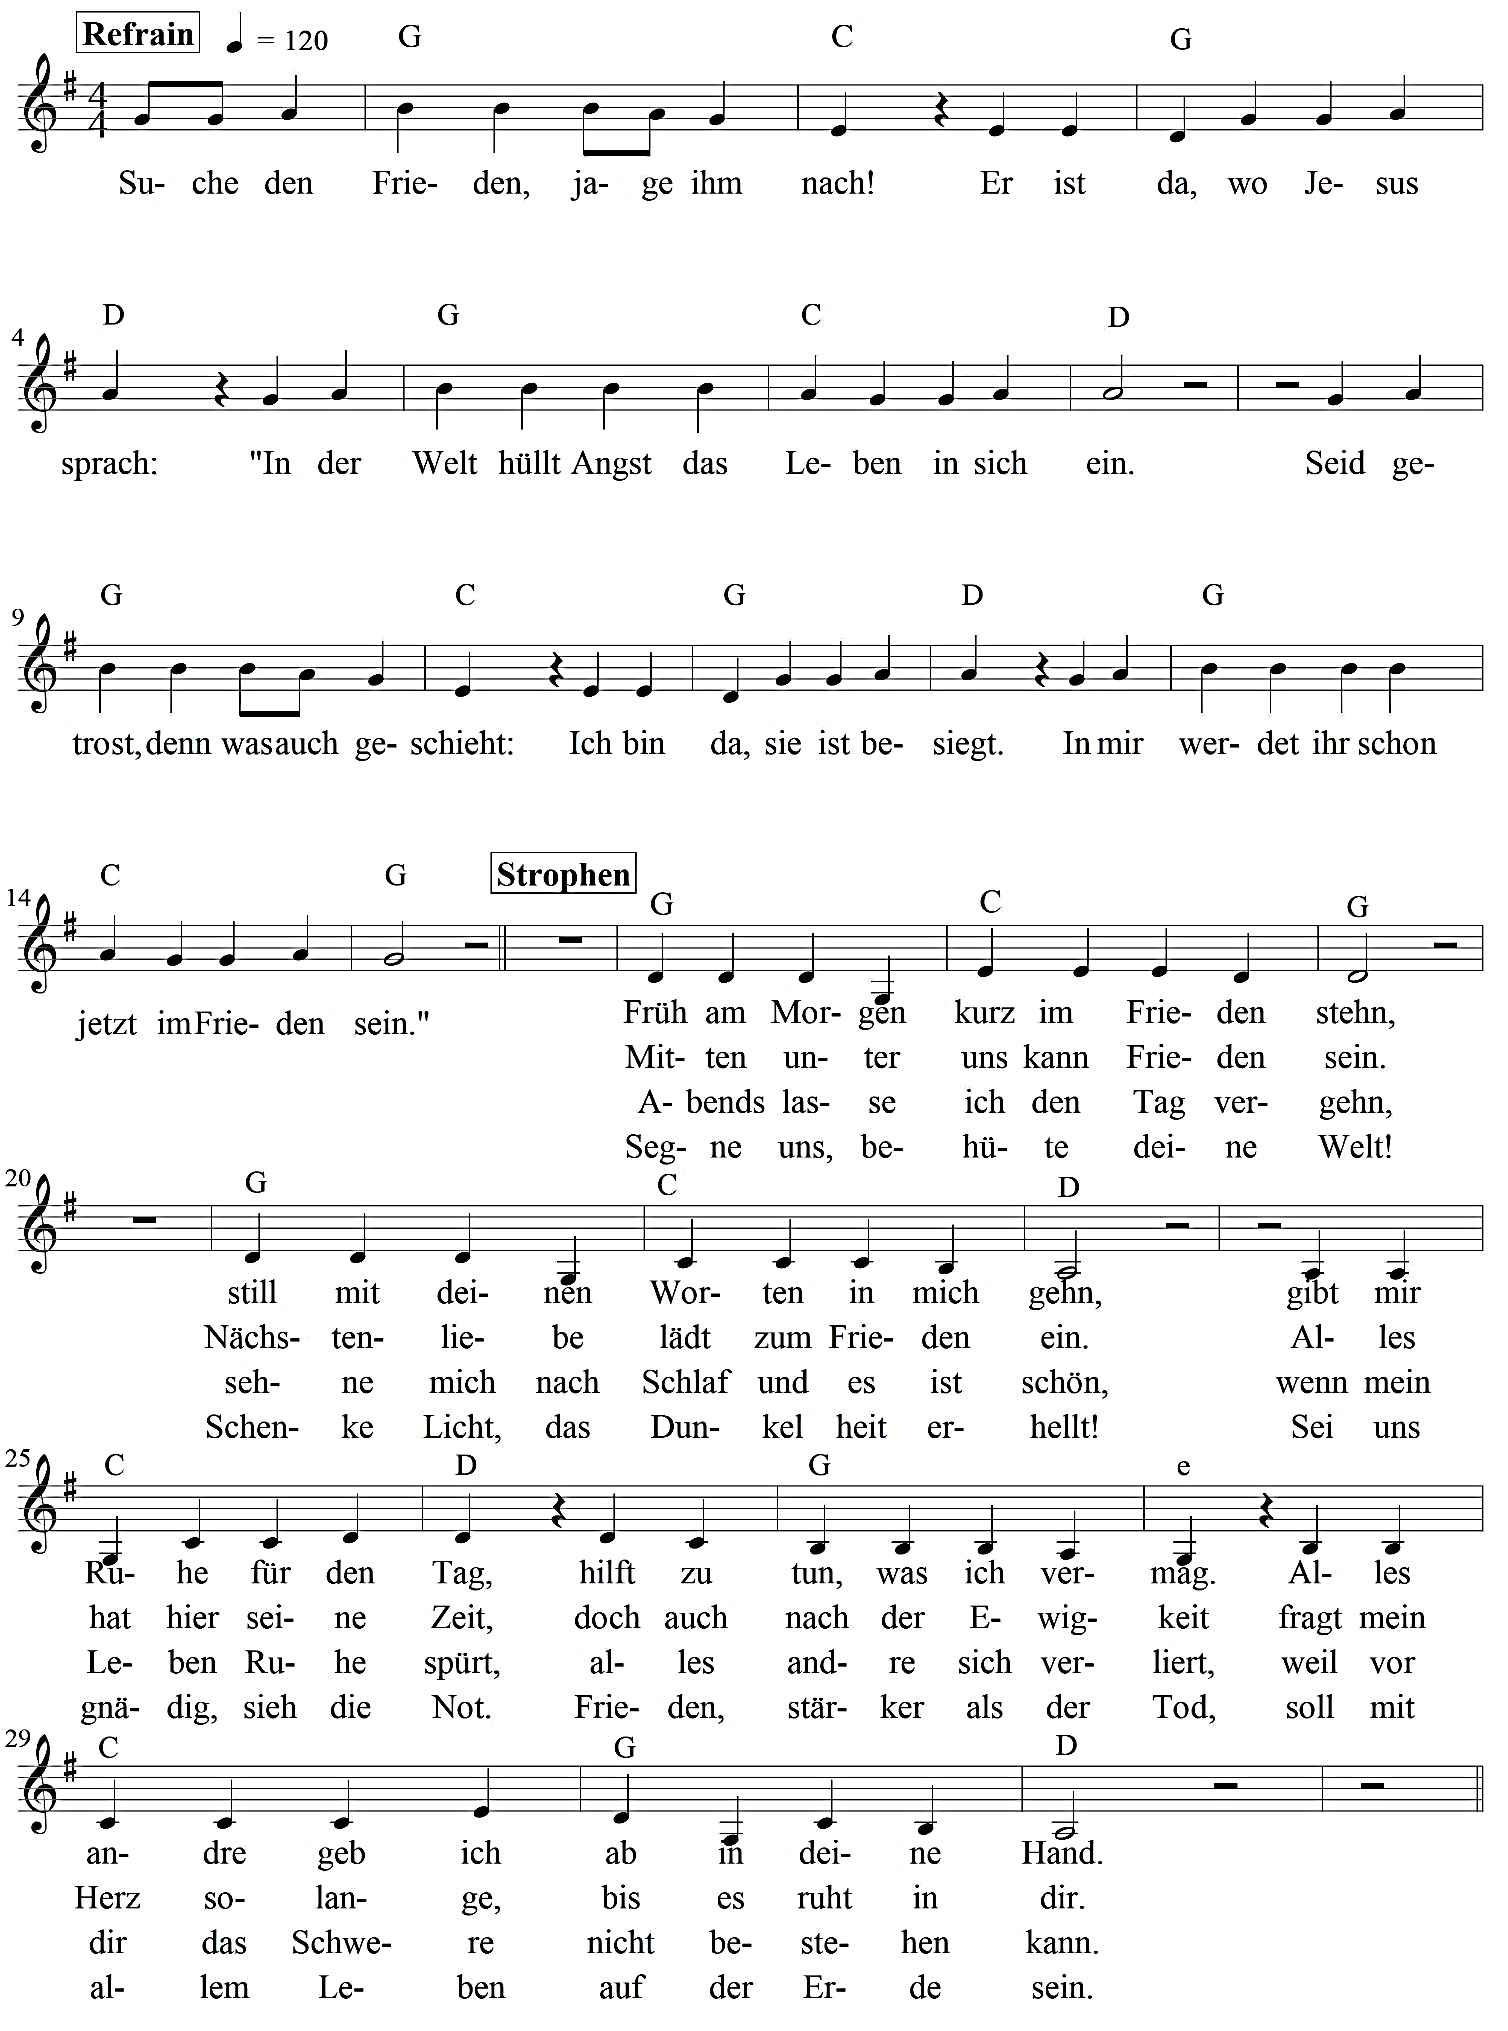 Refrain = 120 G C G
4 4
Su- che den Frie- den, ja- ge ihm nach! Er ist da, wo Je- sus
D G C D
4
sprach: "In der Welt hüllt Angst das Le- ben in sich ein. Seid ge-
G C G D G
9
trost, denn was auch ge- schieht: Ich bin da, sie ist be- siegt. In mir wer- det ihr schon
C G Strophen G C G
14
jetzt im Frie- den sein."
Früh am Mor- gen kurz im Frie- den stehn,
Mit- ten un- ter uns kann Frie- den sein.
A- bends las- se ich den Tag ver- gehn,
Seg- ne uns, be- hü- te dei- ne Welt!
20 G C D
still mit dei- nen Wor- ten in mich gehn, gibt mir
Nächs- ten- lie- be lädt zum Frie- den ein. Al- les
seh- ne mich nach Schlaf und es ist schön, wenn mein
Schen- ke Licht, das Dun- kel heit er- hellt! Sei uns
25 C D G e
Ru- he für den Tag, hilft zu tun, was ich ver- mag. Al- les
hat hier sei- ne Zeit, doch auch nach der E- wig- keit fragt mein
Le- ben Ru- he spürt, al- les and- re sich ver- liert, weil vor
gnä- dig, sieh die Not. Frie- den, stär- ker als der Tod, soll mit
29 C G D
an- dre geb ich ab in dei- ne Hand.
Herz so- lan- ge, bis es ruht in dir.
dir das Schwe- re nicht be- ste- hen kann.
al- lem Le- ben auf der Er- de sein.